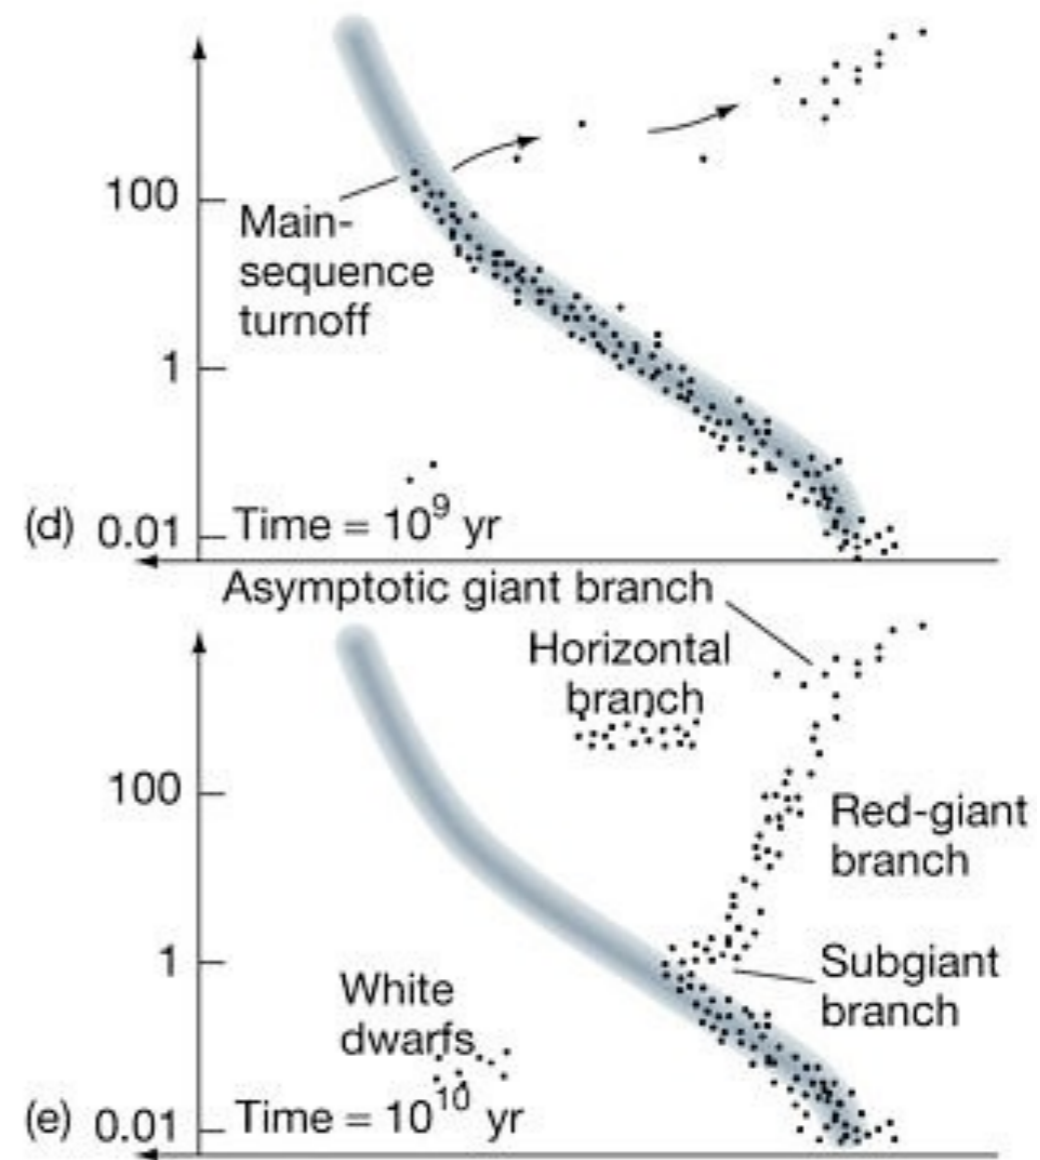 100
Main-
sequence
turnoff
1
(d) 0.01 Time = 10⁹ yr
Asymptotic giant branch
Horizontal
branch
100
Red-giant
branch
1
Subgiant
branch
White
dwarfs
(e) 0.01 Time = 10¹⁰ yr